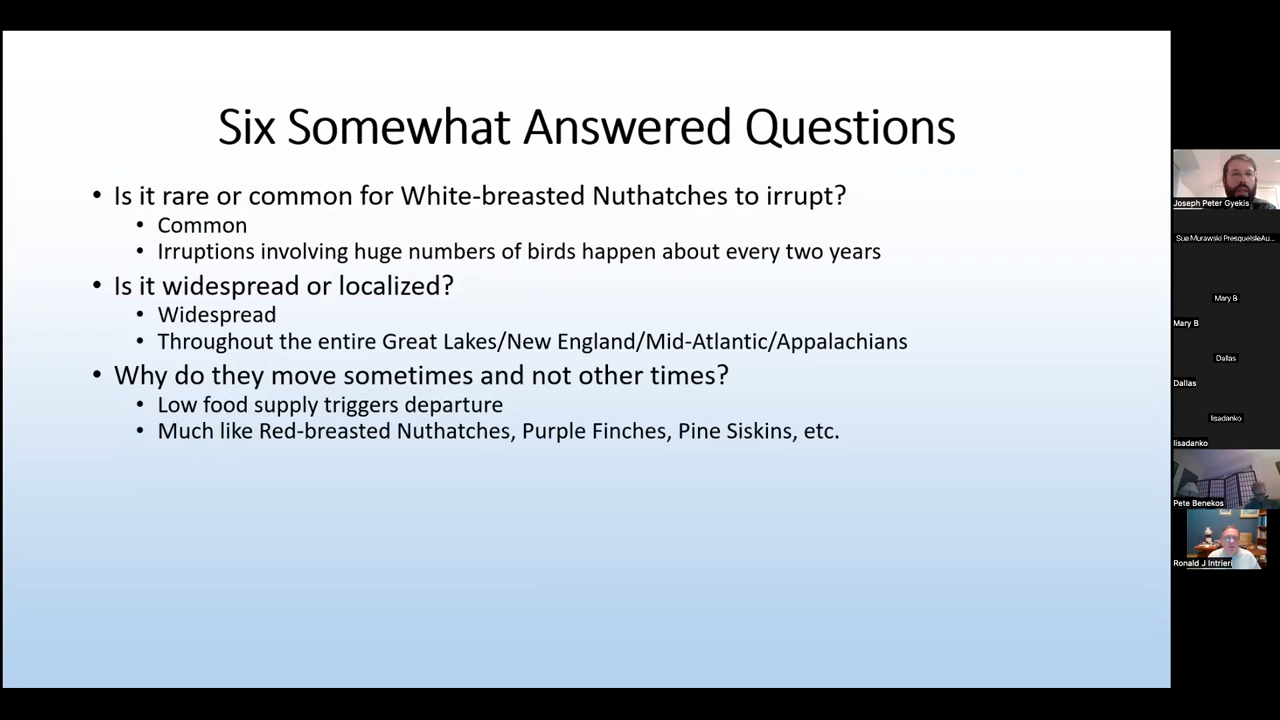 Six Somewhat Answered Questions
• Is it rare or common for White-breasted Nuthatches to irrupt?
• Common
• Irruptions involving huge numbers of birds happen about every two years
• Is it widespread or localized?
• Widespread
• Throughout the entire Great Lakes/New England/Mid-Atlantic/Appalachians
• Why do they move sometimes and not other times?
• Low food supply triggers departure
• Much like Red-breasted Nuthatches, Purple Finches, Pine Siskins, etc.
Joseph Peter Gyekis
Sue Murawski PresqueIsleAu...
Mary B
Mary B
Dallas
Dallas
lisadanko
lisadanko
Pete Benekos
Ronald J Intrieri